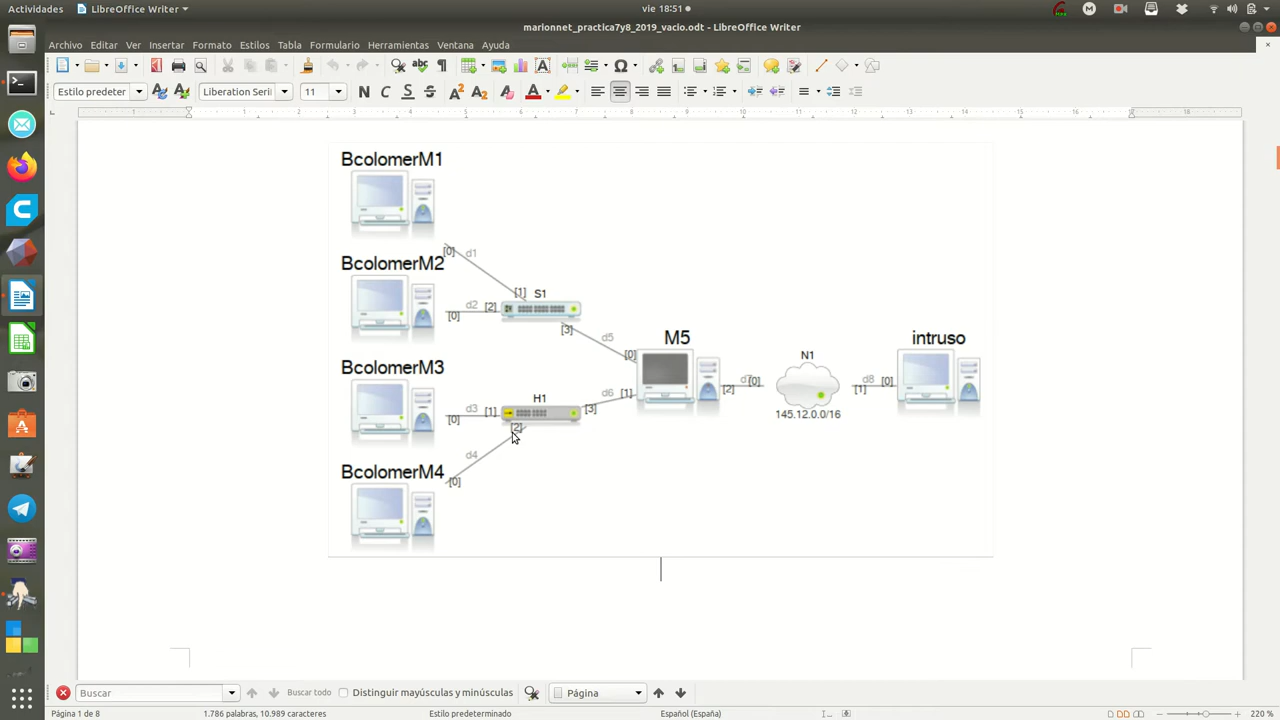 Actividades
LibreOffice Writer
vie 18:51
marionnet_practica7y8_2019_vacio.odt - LibreOffice Writer
Archivo Editar Ver Insertar Formato Estilos Tabla Formulario Herramientas Ventana Ayuda
Estilo predeter
Liberation Seri
11
N C S S
BcolomerM1
[0] d1
BcolomerM2
[1] S1
d2 [2]
[0]
[3] d5
M5
intruso
[0]
N1
BcolomerM3
d7 [0]
d8 [0]
d6 [1]
[2]
[1]
H1
d3 [1]
[3]
145.12.0.0/16
[0]
[2]
d4
BcolomerM4
[0]
Buscar
Buscar todo
Distinguir mayúsculas y minúsculas
Página
Página 1 de 8
1.786 palabras, 10.989 caracteres
Estilo predeterminado
Español (España)
220 %